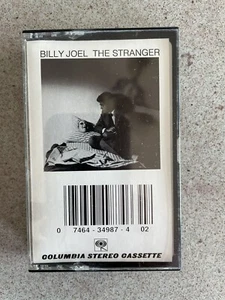 BILLY JOEL THE STRANGER
0 7464-34987-4 02
COLUMBIA STEREO CASSETTE